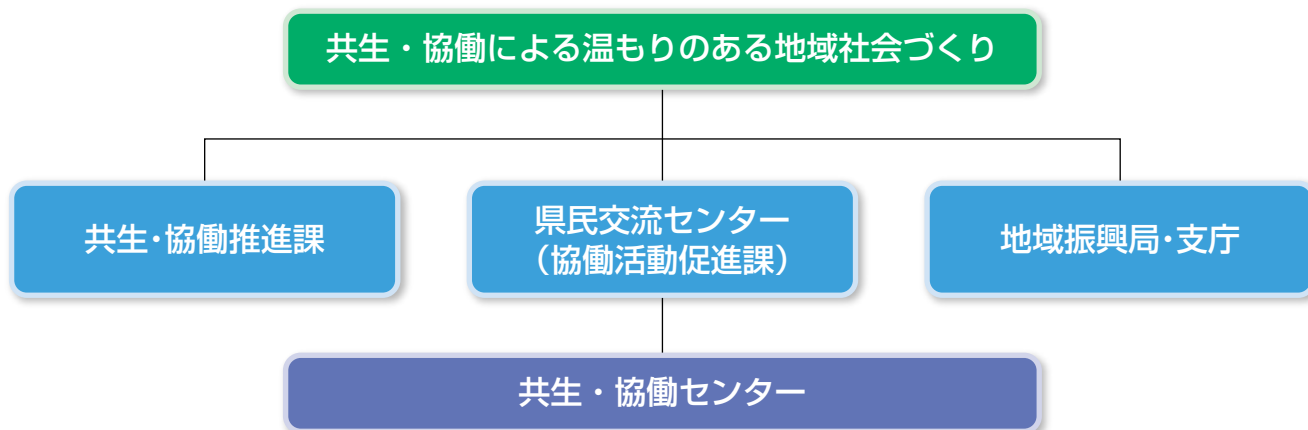 共生・協働による温もりのある地域社会づくり
共生・協働推進課
県民交流センター
（協働活動促進課）
地域振興局・支庁
共生・協働センター